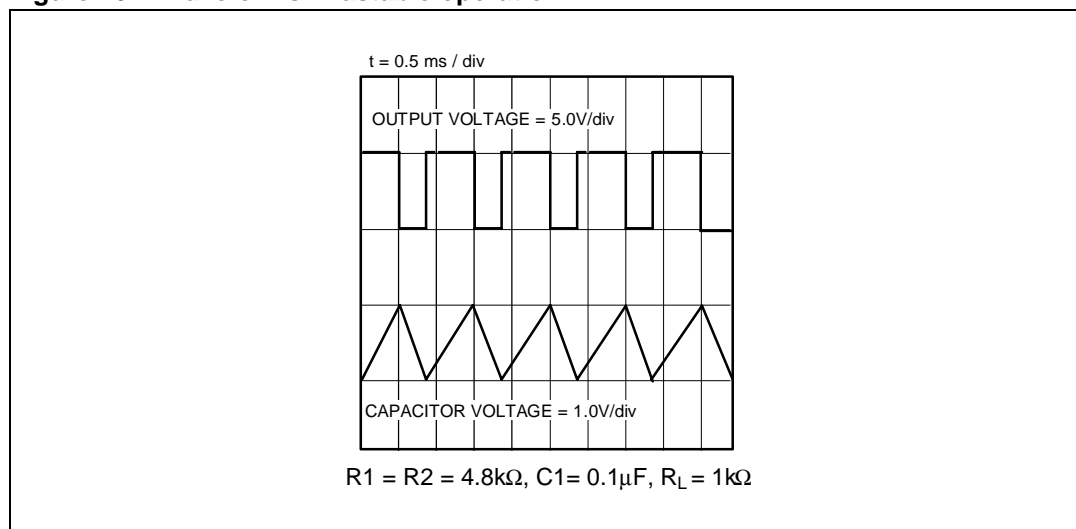 t = 0.5 ms / div
OUTPUT VOLTAGE = 5.0V/div
CAPACITOR VOLTAGE = 1.0V/div
R1 = R2 = 4.8kΩ, C1= 0.1μF, RL = 1kΩ